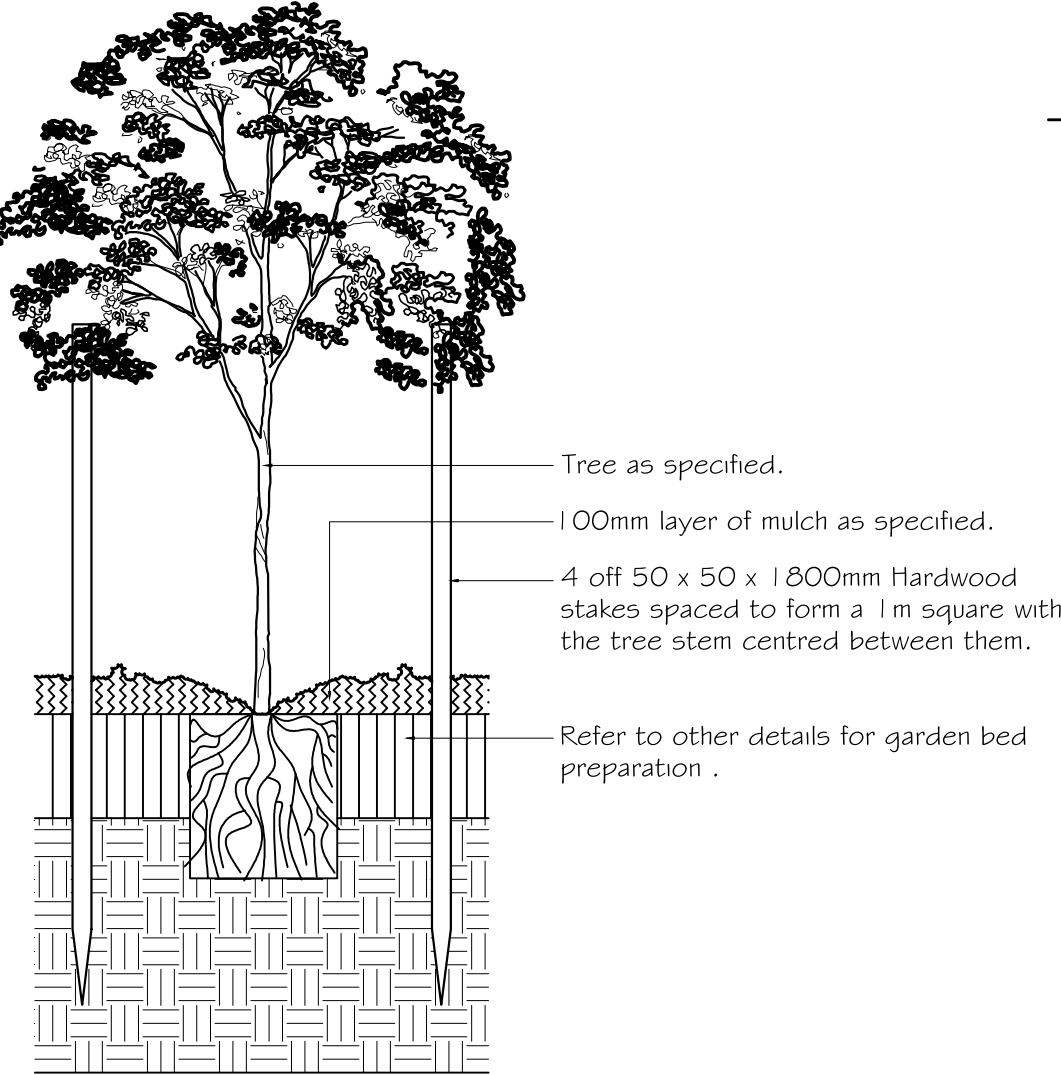 Tree as specified.
100mm layer of mulch as specified.
4 off 50 x 50 x 1800mm Hardwood
stakes spaced to form a 1m square with
the tree stem centred between them.
Refer to other details for garden bed
preparation .